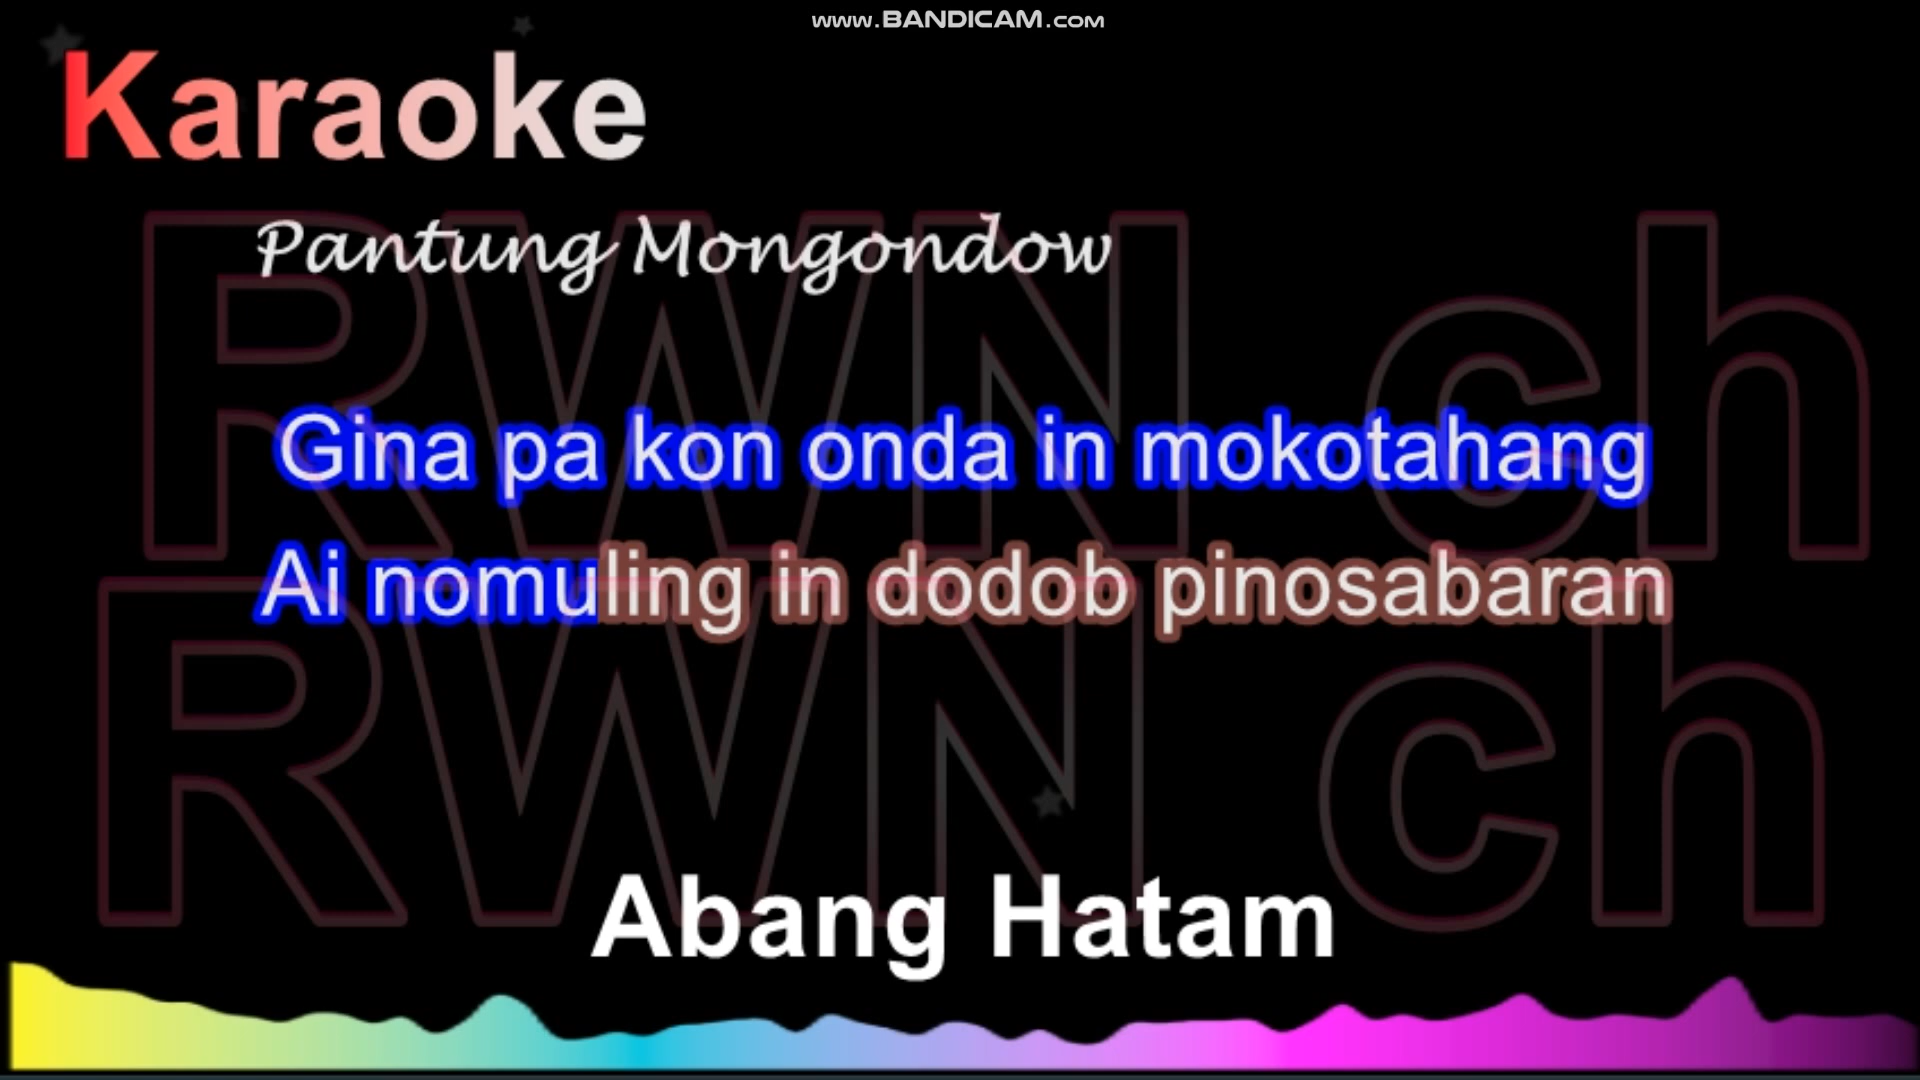 www.BANDICAM.com
Karaoke
Pantung Mongondow
RWN ch
Gina pa kon onda in mokotahang
Ai nomuling in dodob pinosabaran
RWN ch
Abang Hatam